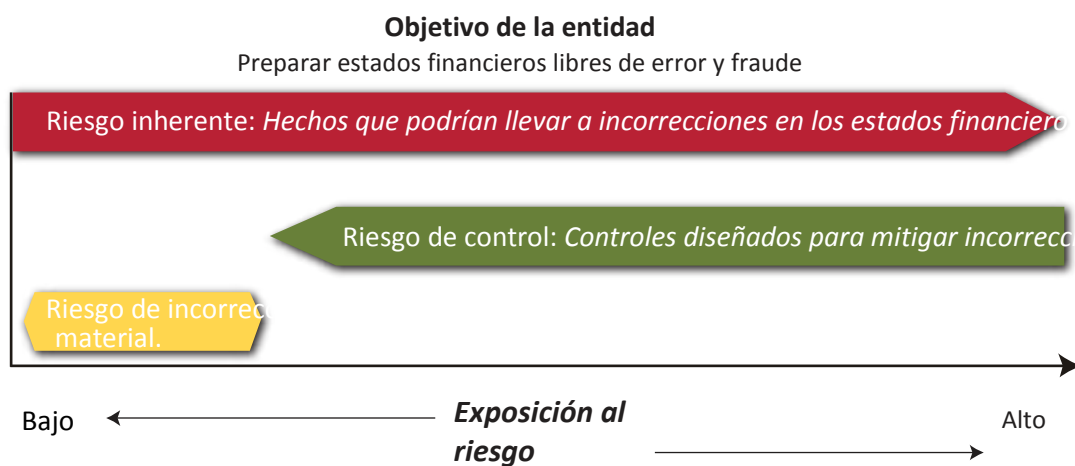 Objetivo de la entidad
Preparar estados financieros libres de error y fraude
Riesgo inherente: Hechos que podrían llevar a incorrecciones en los estados financiero
Riesgo de control: Controles diseñados para mitigar incorrecc
Riesgo de incorrec
material.
Bajo
Exposición al
riesgo
Alto